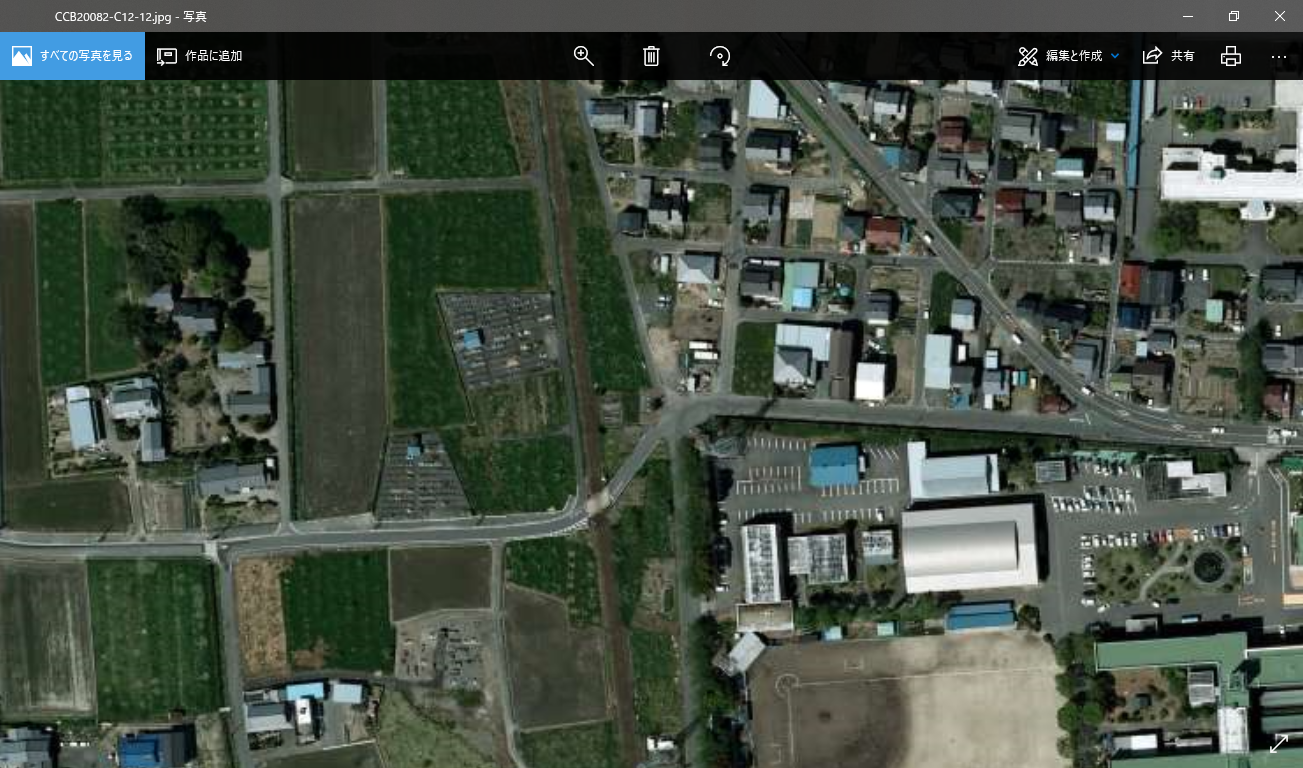 CCB20082-C12-12.jpg - 写真
すべての写真を見る
作品に追加
編集と作成
共有